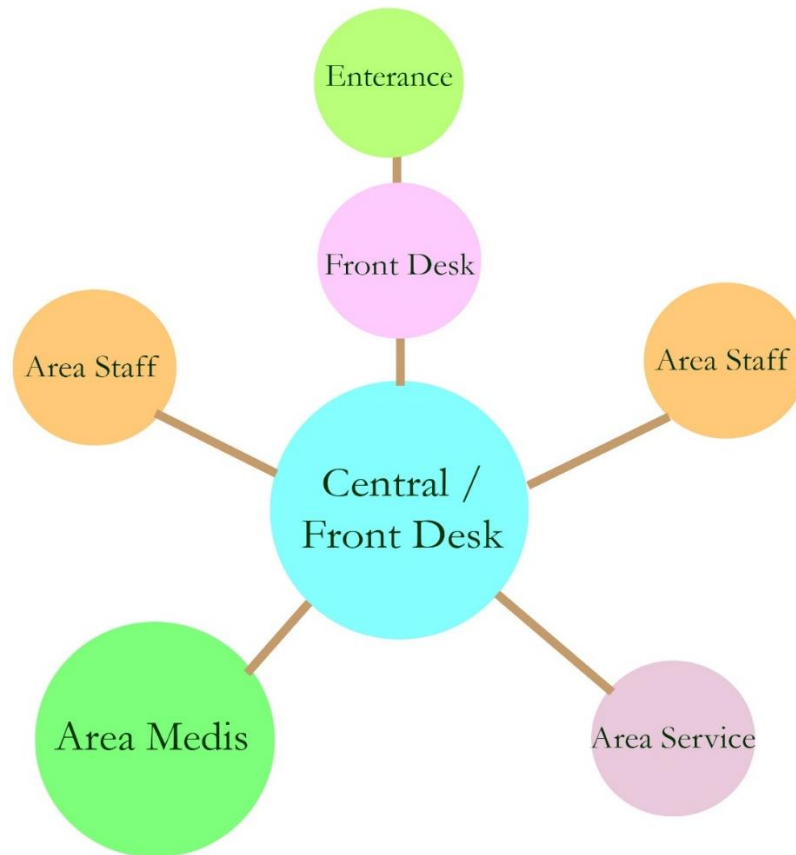 Enterance
Front Desk
Area Staff
Area Staff
Central /
Front Desk
Area Medis
Area Service